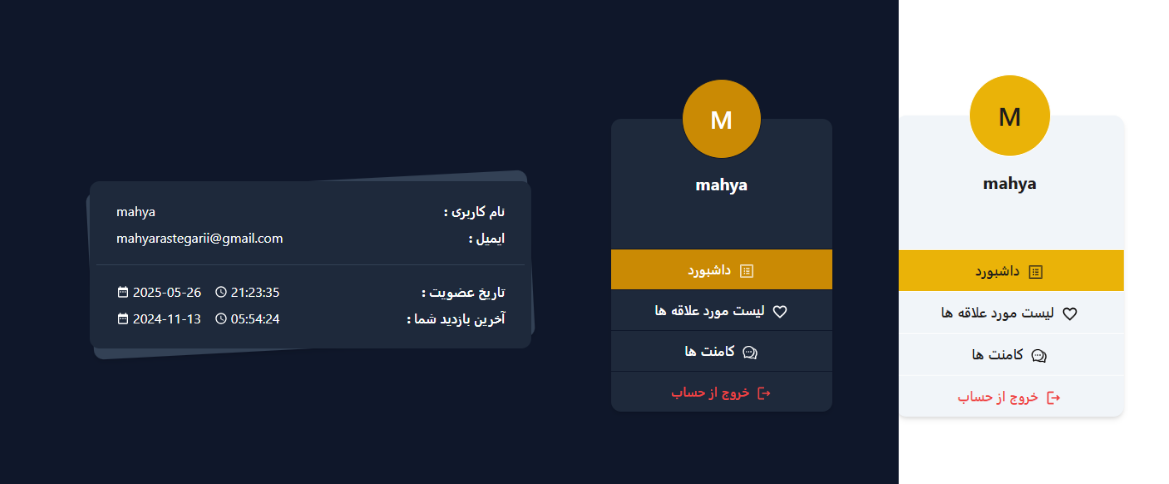 M
mahya
داشبورد
لیست مورد علاقه ها
کامنت ها
خروج از حساب
M
mahya
داشبورد
لیست مورد علاقه ها
کامنت ها
خروج از حساب
نام کاربری : mahya
ایمیل : mahyarastegarii@gmail.com
تاریخ عضویت : 21:23:35 2025-05-26
آخرین بازدید شما : 05:54:24 2024-11-13